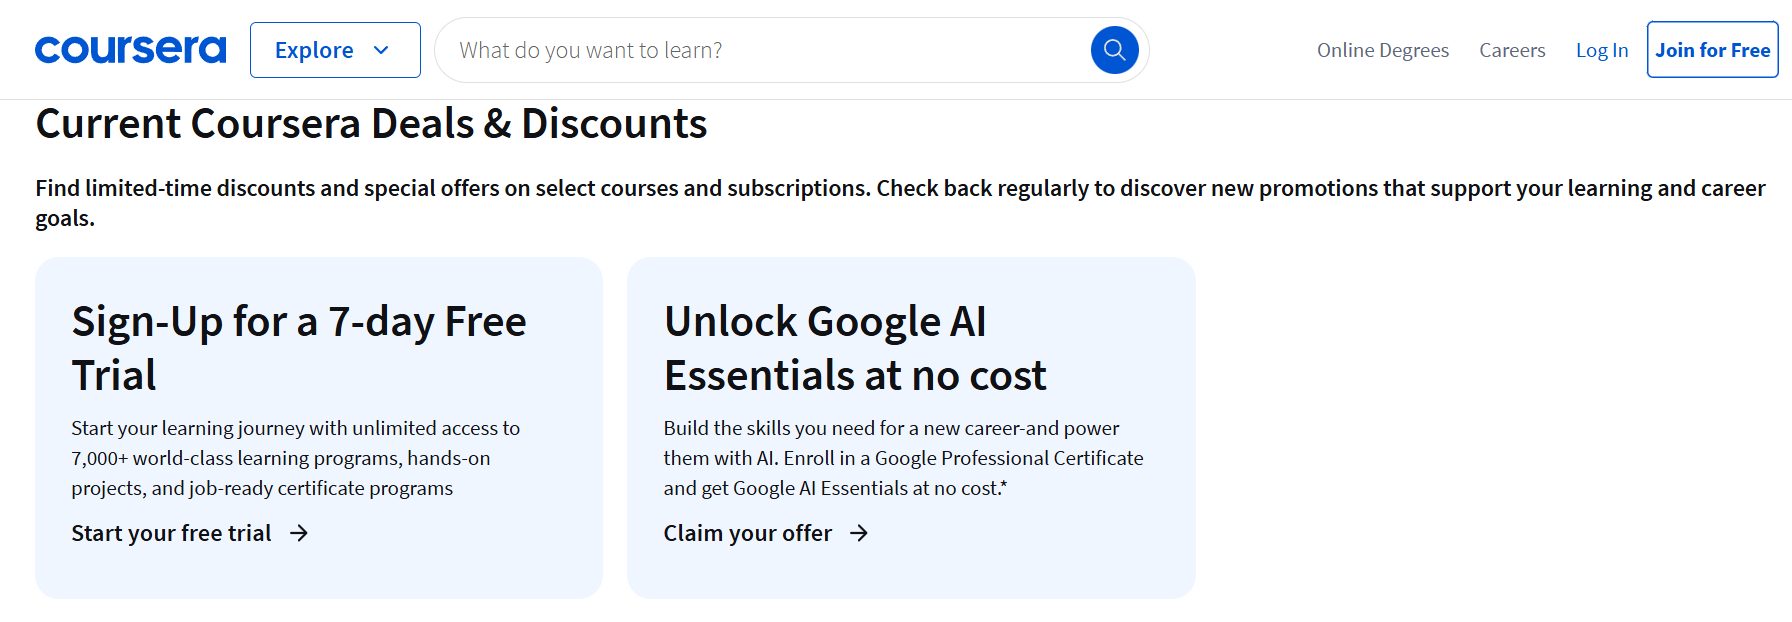 coursera
Explore
What do you want to learn?
Online Degrees
Careers
Log In
Join for Free
Current Coursera Deals & Discounts
Find limited-time discounts and special offers on select courses and subscriptions. Check back regularly to discover new promotions that support your learning and career
goals.
Sign-Up for a 7-day Free
Trial
Start your learning journey with unlimited access to
7,000+ world-class learning programs, hands-on
projects, and job-ready certificate programs
Start your free trial →
Unlock Google AI
Essentials at no cost
Build the skills you need for a new career-and power
them with AI. Enroll in a Google Professional Certificate
and get Google AI Essentials at no cost.*
Claim your offer →